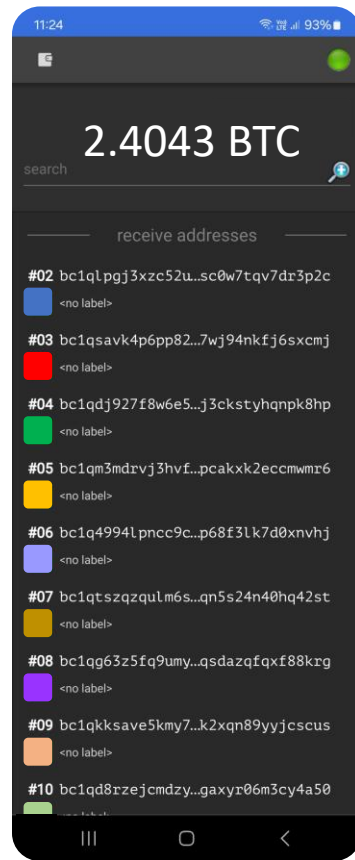 11:24 93%
2.4043 BTC
search
receive addresses
#02 bc1qlpgj3xzc52u…sc0w7tqv7dr3p2c
<no label>
#03 bc1qsavk4p6pp82…7wj94nkfj6sxcmj
<no label>
#04 bc1qdj927f8w6e5…j3ckstyhqnpk8hp
<no label>
#05 bc1qm3mdrvj3hvf…pcakxk2eccmwmr6
<no label>
#06 bc1q4994lpncc9c…p68f3lk7d0xnvhj
<no label>
#07 bc1qtszqzqulm6s…qn5s24n40hq42st
<no label>
#08 bc1qg63z5fq9umy…qsdazqfqxf88krg
<no label>
#09 bc1qkksave5kmy7…k2xqn89yyjcscus
<no label>
#10 bc1qd8rzejcmdzy…gaxyr06m3cy4a50